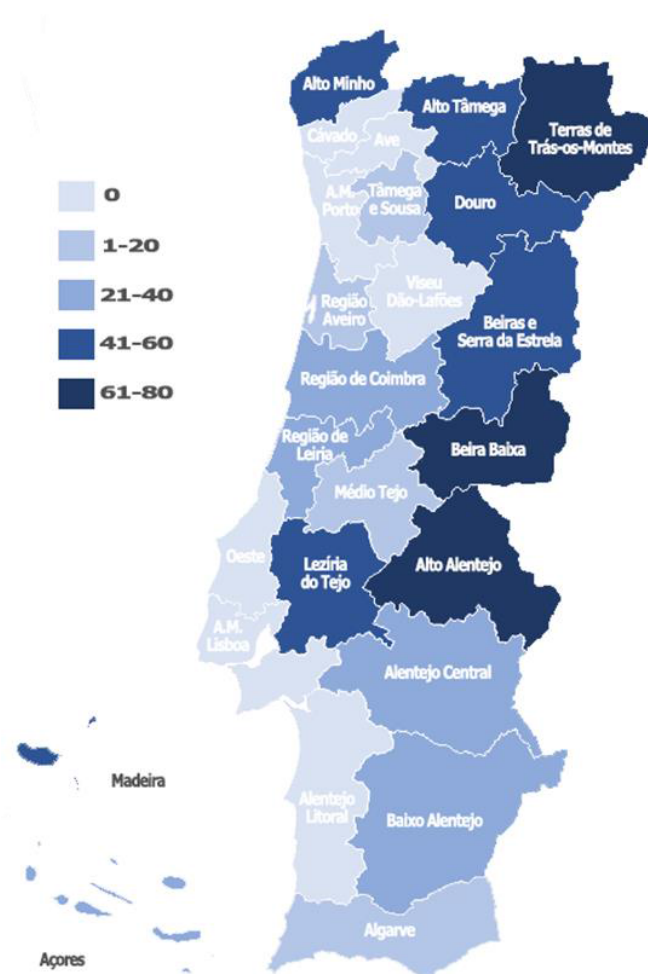 Alto Minho
Alto Tâmega
Terras de
Trás-os-Montes
Cávado
Ave
A.M.
Porto
Tâmega
e Sousa
Douro
0
1-20
21-40
41-60
61-80
Região
Aveiro
Viseu
Dão-Lafões
Beiras e
Serra da Estrela
Região de Coimbra
Região de
Leiria
Beira Baixa
Médio Tejo
Oeste
Lezíria
do Tejo
Alto Alentejo
A.M.
Lisboa
Alentejo Central
Madeira
Alentejo
Litoral
Baixo Alentejo
Algarve
Açores